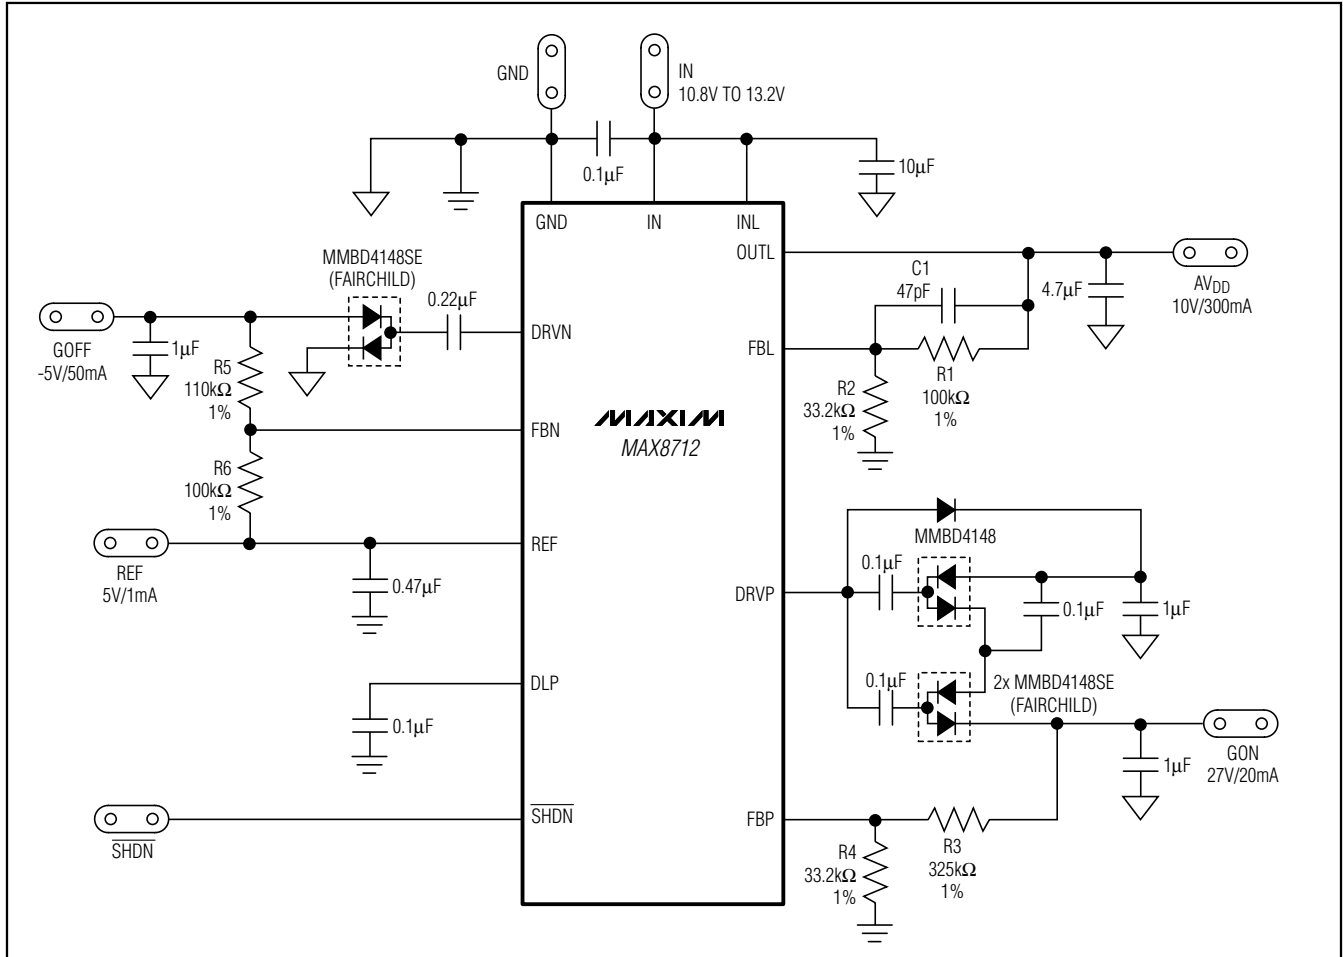 GND
IN
10.8V TO 13.2V
0.1µF
10µF
GND
IN
INL
OUTL
MMBD4148SE
(FAIRCHILD)
0.22µF
DRVN
GOFF
-5V/50mA
1µF
R5
110kΩ
1%
FBN
R6
100kΩ
1%
REF
5V/1mA
REF
0.47µF
DLP
0.1µF
SHDN
SHDN
MAXIM
MAX8712
C1
47pF
4.7µF
AVDD
10V/300mA
FBL
R1
100kΩ
1%
R2
33.2kΩ
1%
MMBD4148
0.1µF
DRVP
0.1µF
1µF
0.1µF
2x MMBD4148SE
(FAIRCHILD)
GON
27V/20mA
1µF
FBP
R3
325kΩ
1%
R4
33.2kΩ
1%